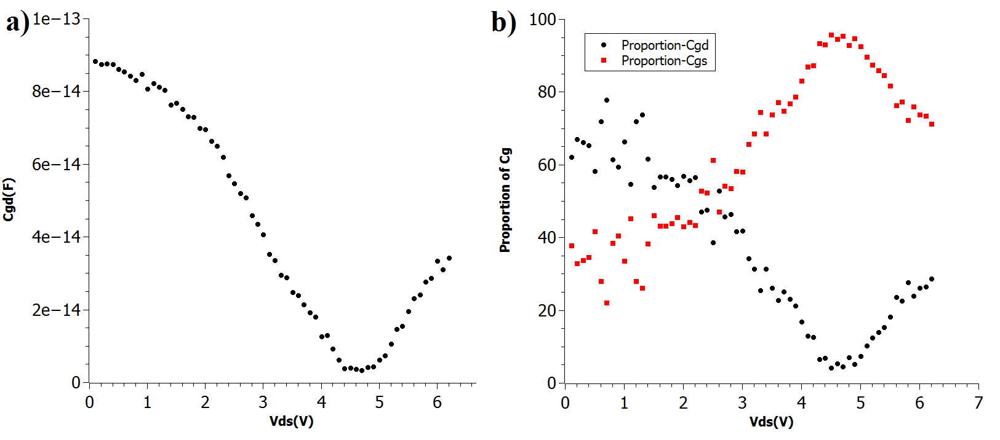 a)
1e−13
8e−14
6e−14
4e−14
2e−14
0
Cgd(F)
0 1 2 3 4 5 6
Vds(V)
b)
100
80
60
40
20
0
Proportion of Cg
Proportion-Cgd
Proportion-Cgs
0 1 2 3 4 5 6 7
Vds(V)